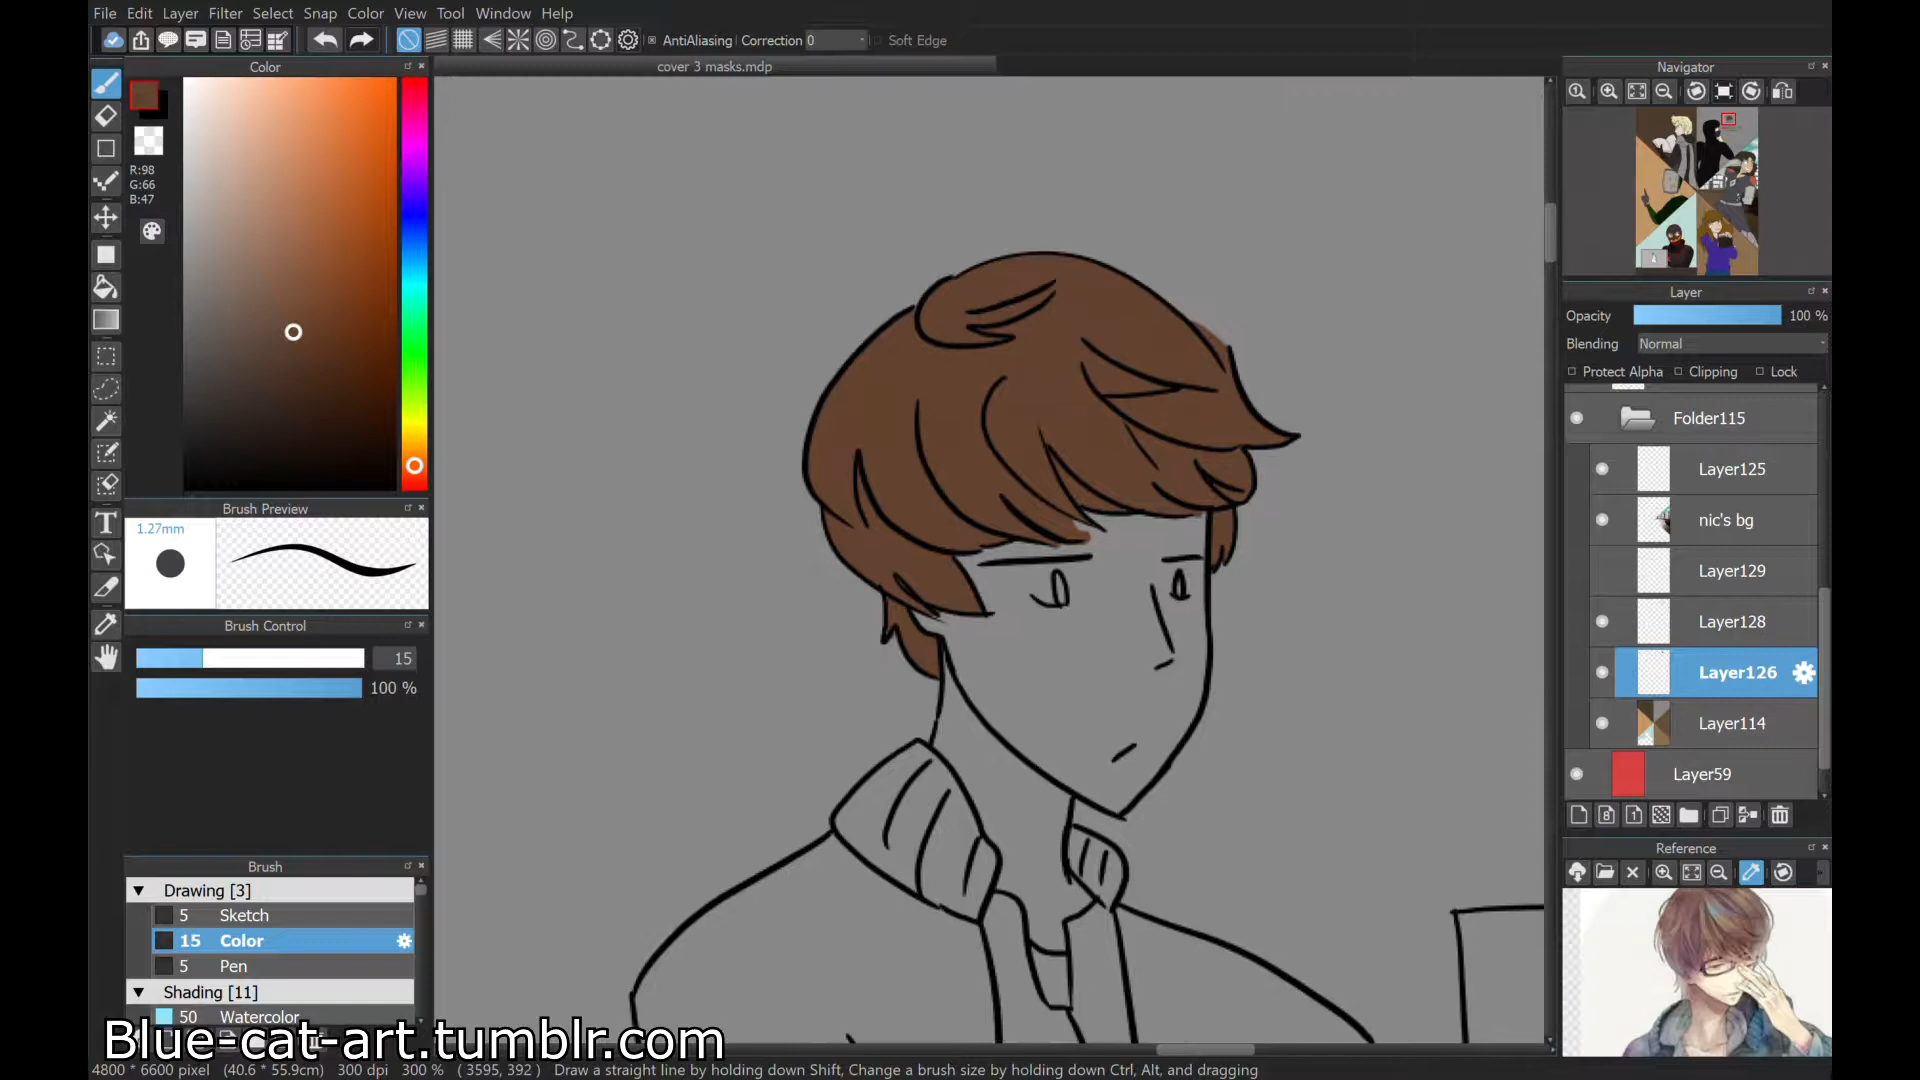 File Edit Layer Filter Select Snap Color View Tool Window Help
AntiAliasing Correction 0 Soft Edge
Color
cover 3 masks.mdp
Navigator
R:98
G:66
B:47
Layer
Opacity 100 %
Blending Normal
Protect Alpha Clipping Lock
Folder115
Layer125
nic's bg
Layer129
Layer128
Layer126
Layer114
Layer59
Brush Preview
1.27mm
Brush Control
15
100 %
Reference
Brush
Drawing [3]
5 Sketch
15 Color
5 Pen
Shading [11]
50 Watercolor
Blue-cat-art.tumblr.com
4800 * 6600 pixel (40.6 * 55.9cm) 300 dpi 300 % ( 3595, 392 ) Draw a straight line by holding down Shift, Change a brush size by holding down Ctrl, Alt, and dragging